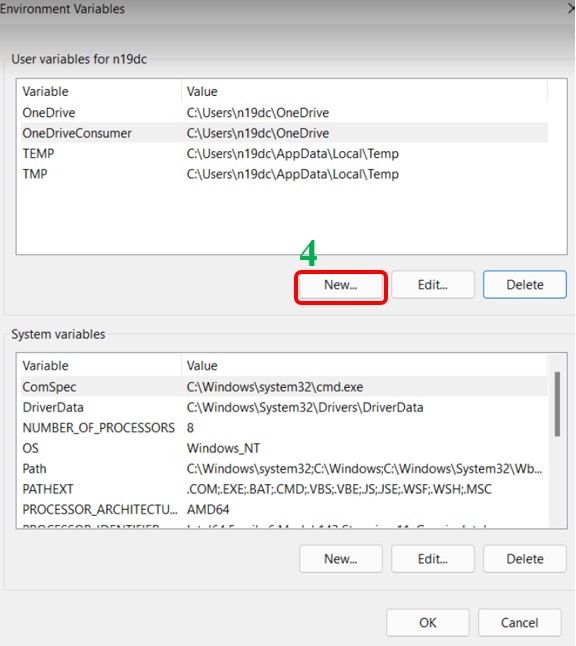 Environment Variables
User variables for n19dc
Variable Value
OneDrive C:\Users\n19dc\OneDrive
OneDriveConsumer C:\Users\n19dc\OneDrive
TEMP C:\Users\n19dc\AppData\Local\Temp
TMP C:\Users\n19dc\AppData\Local\Temp
4
New... Edit... Delete
System variables
Variable Value
ComSpec C:\Windows\system32\cmd.exe
DriverData C:\Windows\System32\Drivers\DriverData
NUMBER_OF_PROCESSORS 8
OS Windows_NT
Path C:\Windows\system32;C:\Windows;C:\Windows\System32\Wb...
PATHEXT .COM;.EXE;.BAT;.CMD;.VBS;.VBE;.JS;.JSE;.WSF;.WSH;.MSC
PROCESSOR_ARCHITECTU... AMD64
PROCESSOR_IDENTIFIER
New... Edit... Delete
OK Cancel